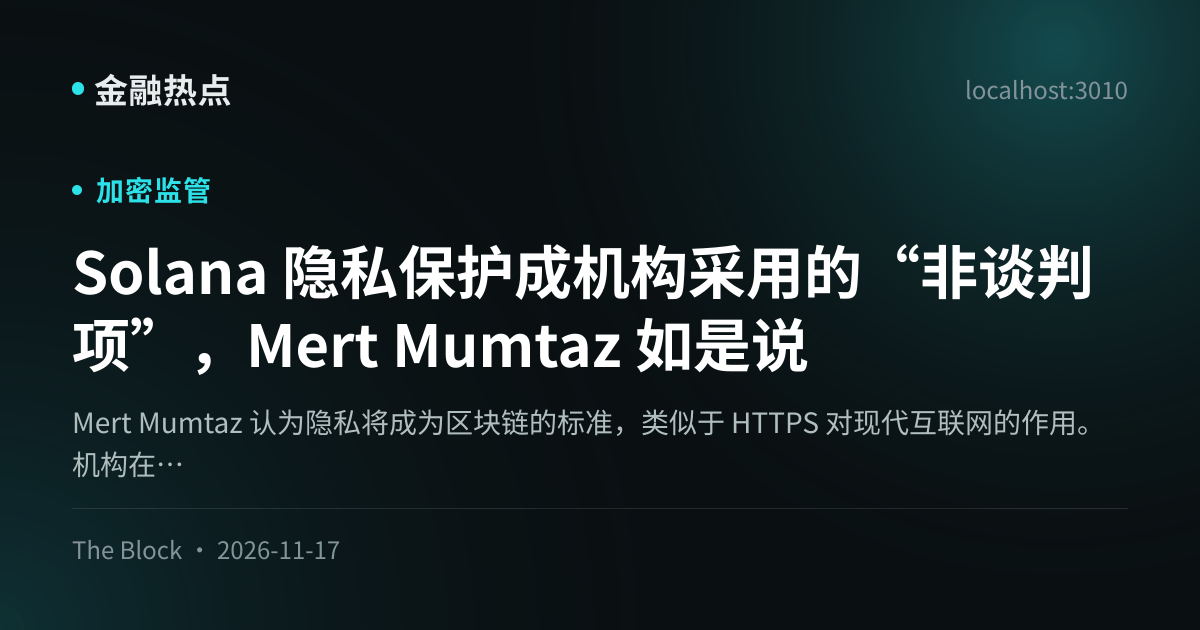 金融热点
localhost:3010
加密监管
Solana 隐私保护成机构采用的“非谈判
项”，Mert Mumtaz 如是说
Mert Mumtaz 认为隐私将成为区块链的标准，类似于 HTTPS 对现代互联网的作用。
机构在…
The Block • 2026-11-17